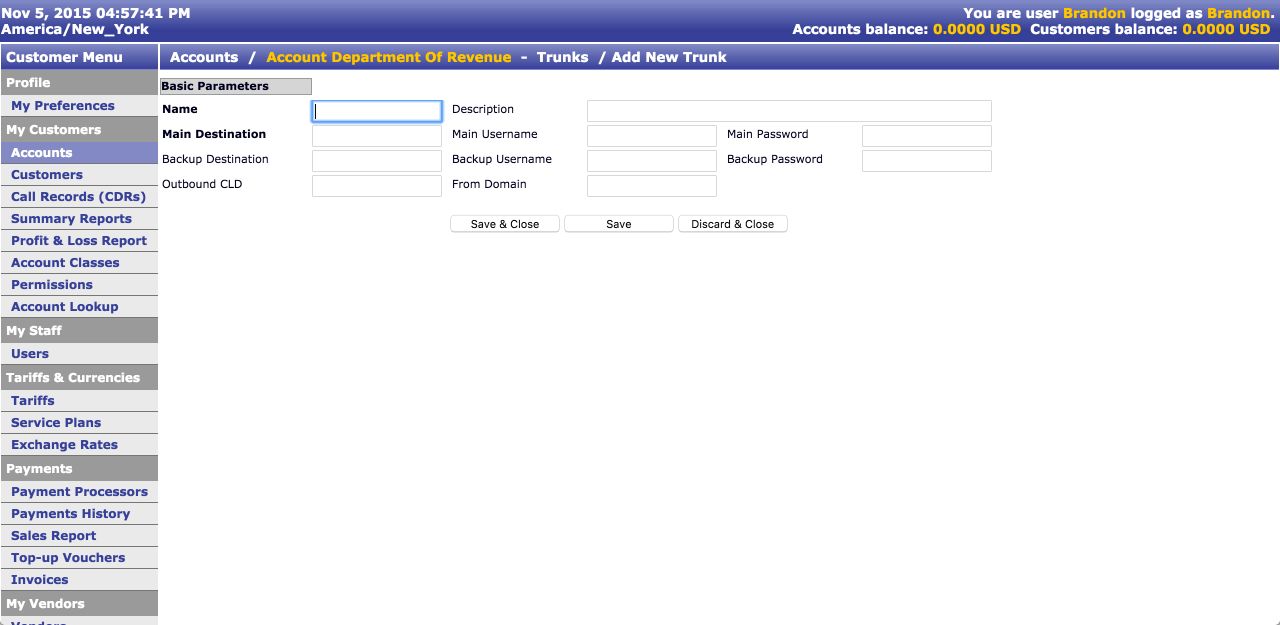 Nov 5, 2015 04:57:41 PM
America/New_York
You are user Brandon logged as Brandon.
Accounts balance: 0.0000 USD Customers balance: 0.0000 USD
Customer Menu
Accounts / Account Department Of Revenue - Trunks / Add New Trunk
Profile
My Preferences
My Customers
Accounts
Customers
Call Records (CDRs)
Summary Reports
Profit & Loss Report
Account Classes
Permissions
Account Lookup
My Staff
Users
Tariffs & Currencies
Tariffs
Service Plans
Exchange Rates
Payments
Payment Processors
Payments History
Sales Report
Top-up Vouchers
Invoices
My Vendors
Vendors
Basic Parameters
Name Description
Main Destination Main Username Main Password
Backup Destination Backup Username Backup Password
Outbound CLD From Domain
Save & Close Save Discard & Close